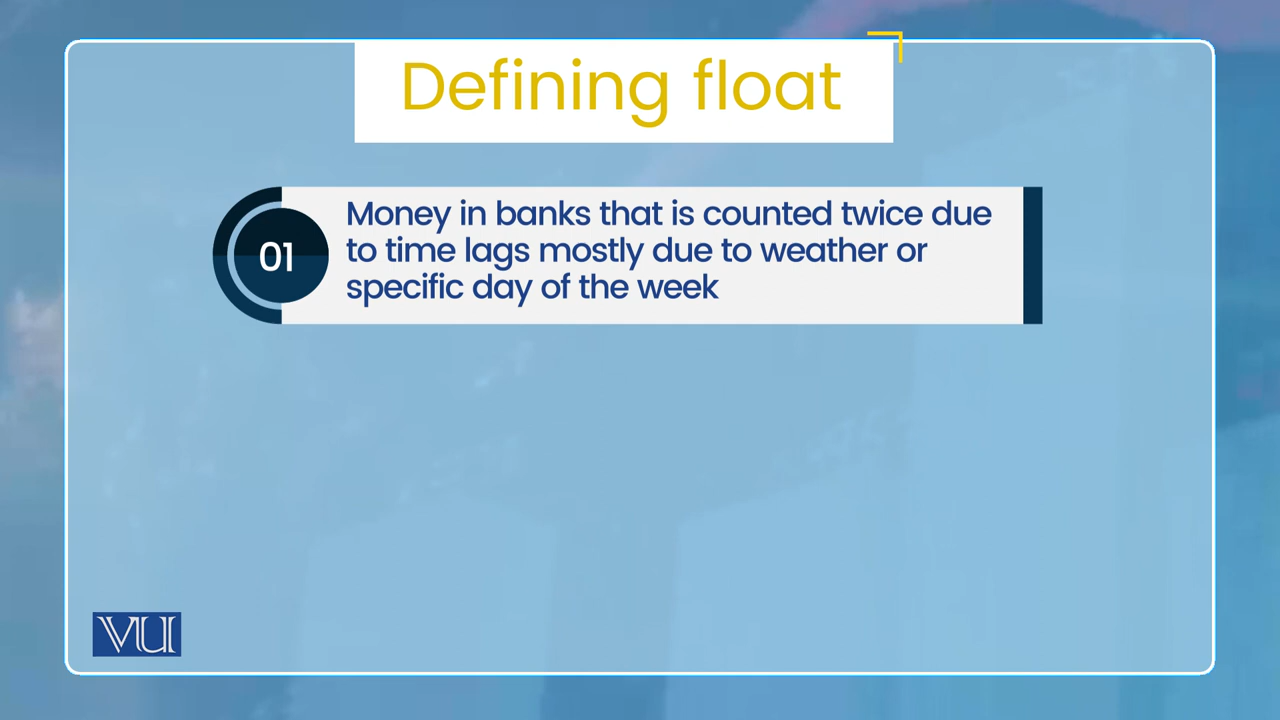 Defining float
01
Money in banks that is counted twice due
to time lags mostly due to weather or
specific day of the week
VU